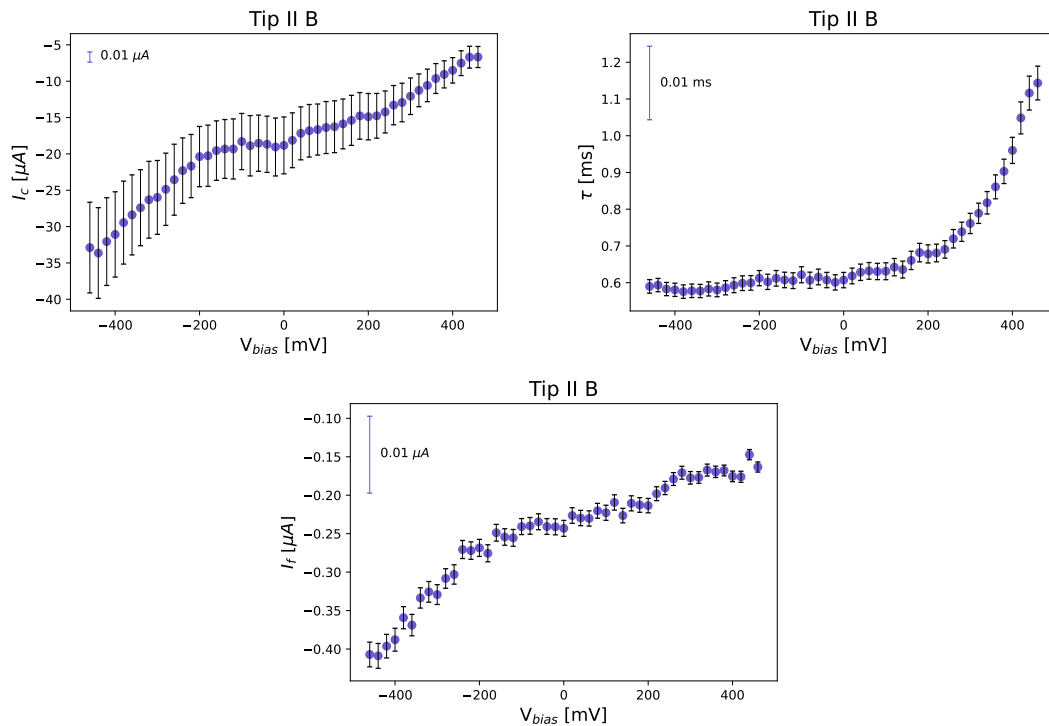 Tip II B
0.01 μA
I_c [μA]
−5
−10
−15
−20
−25
−30
−35
−40
−400 −200 0 200 400
V_bias [mV]
Tip II B
0.01 ms
τ [ms]
1.2
1.1
1.0
0.9
0.8
0.7
0.6
−400 −200 0 200 400
V_bias [mV]
Tip II B
0.01 μA
I_f [μA]
−0.10
−0.15
−0.20
−0.25
−0.30
−0.35
−0.40
−400 −200 0 200 400
V_bias [mV]